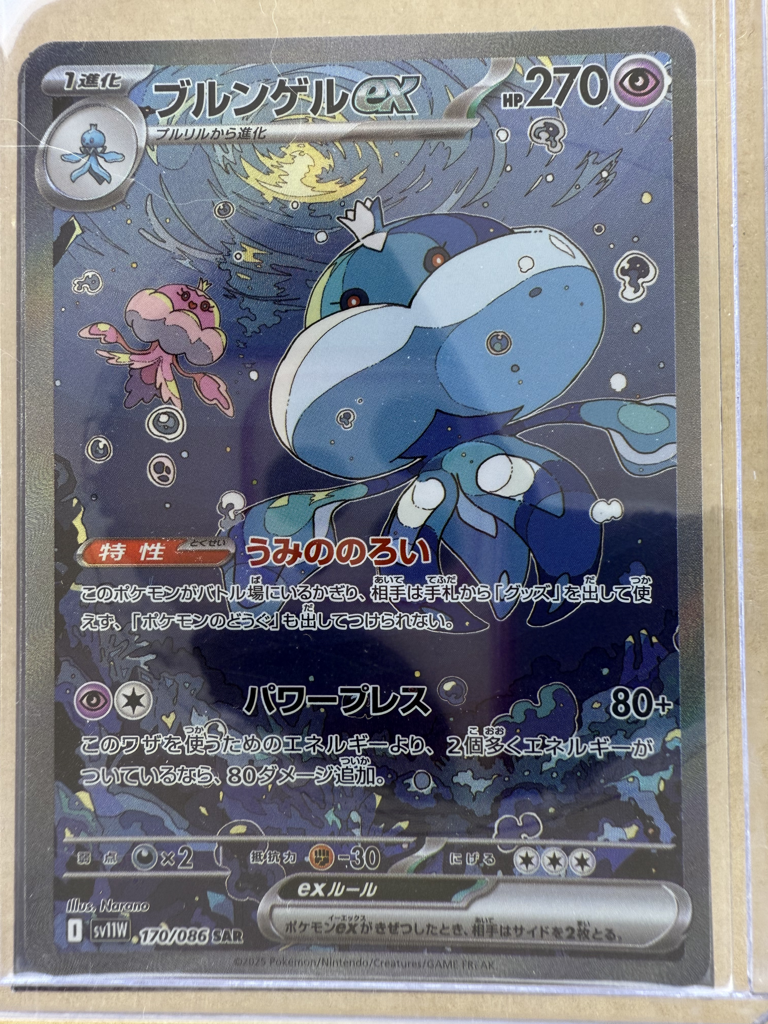 1進化
ブルンゲルex
HP270
プルリルから進化
特性 とくせい うみののろい
このポケモンがバトル場にいるかぎり、相手は手札から「グッズ」を出して使
えず、「ポケモンのどうぐ」も出してつけられない。
パワープレス 80+
このワザを使うためのエネルギーより、2個多くエネルギーが
ついているなら、80ダメージ追加。
弱点 ×2 抵抗力 -30 にげる
exルール
ポケモンexがきぜつしたとき、相手はサイドを2枚とる。
Illus. Narano
I sv11W 170/086 SAR
©2025 Pokémon/Nintendo/Creatures/GAME FREAK